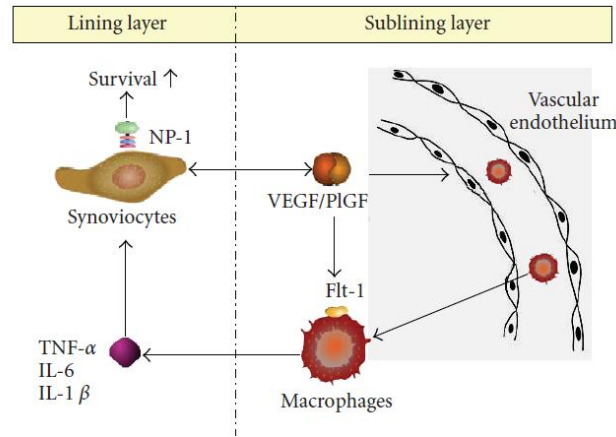 Lining layer
Sublining layer
Survival ↑
NP-1
Synoviocytes
VEGF/PlGF
Vascular
endothelium
Flt-1
TNF-α
IL-6
IL-1 β
Macrophages